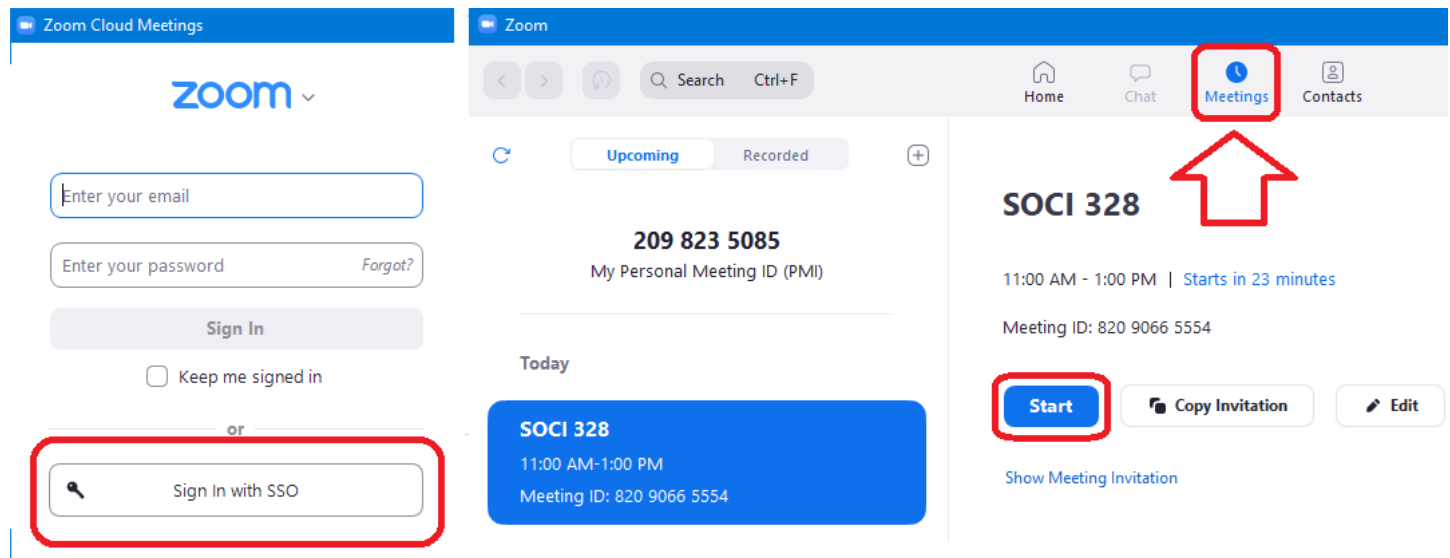 Zoom Cloud Meetings
zoom
Enter your email
Enter your password Forgot?
Sign In
Keep me signed in
or
Sign In with SSO
Zoom
Search Ctrl+F
Home Chat Meetings Contacts
Upcoming Recorded
209 823 5085
My Personal Meeting ID (PMI)
Today
SOCI 328
11:00 AM-1:00 PM
Meeting ID: 820 9066 5554
SOCI 328
11:00 AM - 1:00 PM | Starts in 23 minutes
Meeting ID: 820 9066 5554
Start Copy Invitation Edit
Show Meeting Invitation